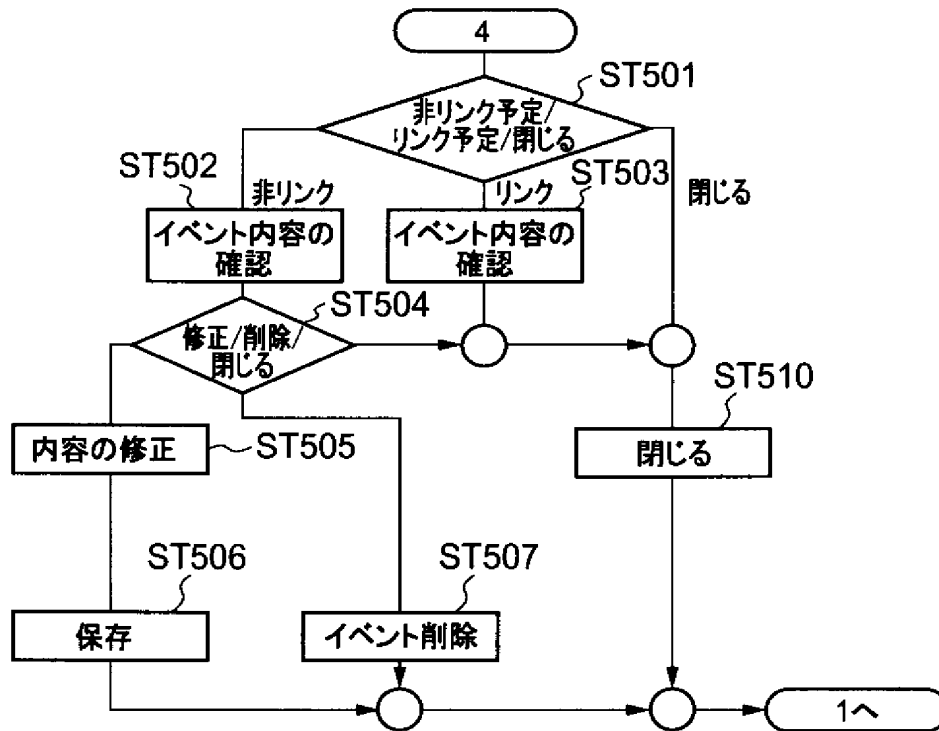 4
ST501
非リンク予定/
リンク予定/閉じる
ST502
非リンク
リンク
ST503
閉じる
イベント内容の
確認
イベント内容の
確認
ST504
修正/削除/
閉じる
ST510
内容の修正
ST505
閉じる
ST506
ST507
保存
イベント削除
1へ